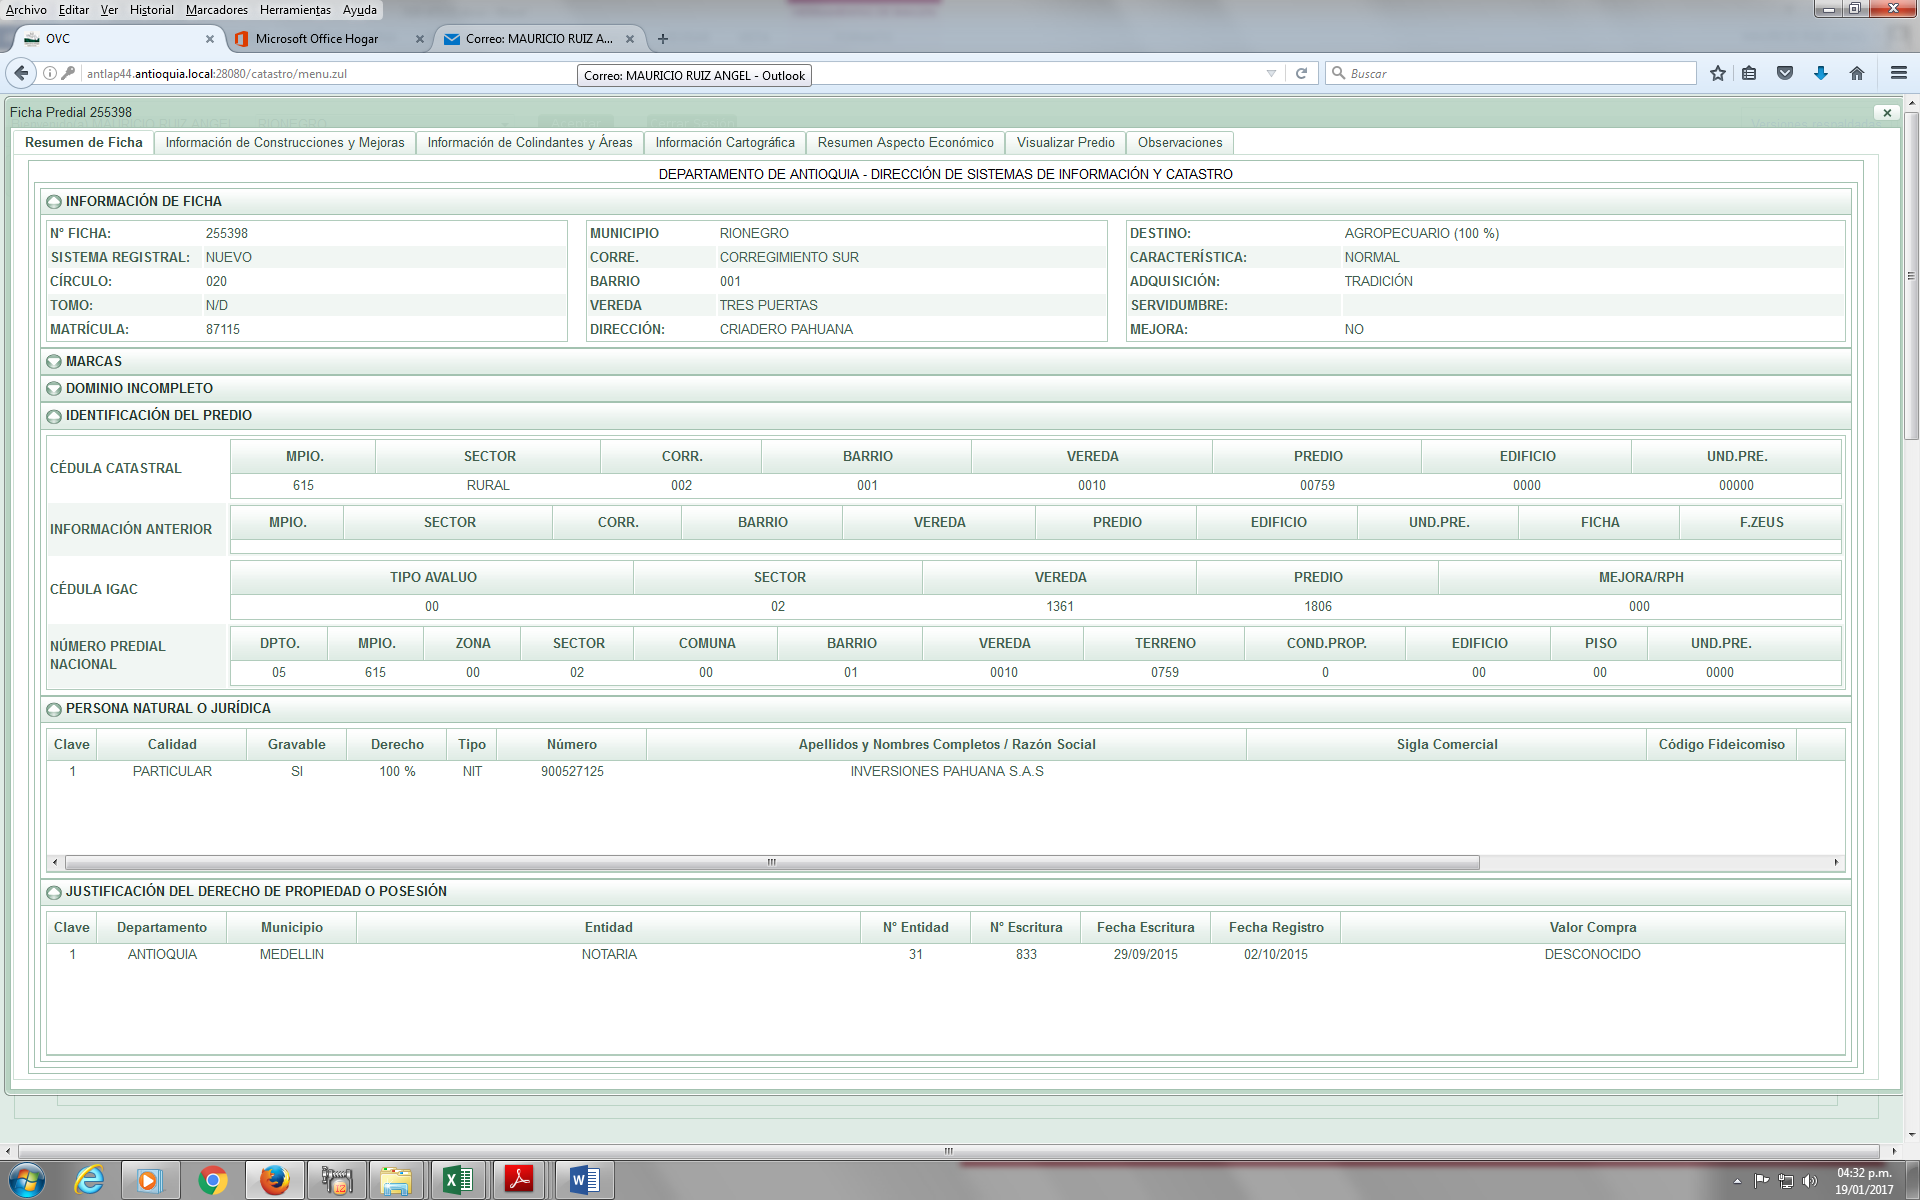 Archivo Editar Ver Historial Marcadores Herramientas Ayuda
OVC
Microsoft Office Hogar
Correo: MAURICIO RUIZ A...
antlap44.antioquia.local:28080/catastro/menu.zul
Correo: MAURICIO RUIZ ANGEL - Outlook
Buscar
Ficha Predial 255398
Resumen de Ficha Información de Construcciones y Mejoras Información de Colindantes y Áreas Información Cartográfica Resumen Aspecto Económico Visualizar Predio Observaciones
DEPARTAMENTO DE ANTIOQUIA - DIRECCIÓN DE SISTEMAS DE INFORMACIÓN Y CATASTRO
INFORMACIÓN DE FICHA
N° FICHA: 255398 MUNICIPIO RIONEGRO DESTINO: AGROPECUARIO (100 %)
SISTEMA REGISTRAL: NUEVO CORRE. CORREGIMIENTO SUR CARACTERÍSTICA: NORMAL
CÍRCULO: 020 BARRIO 001 ADQUISICIÓN: TRADICIÓN
TOMO: N/D VEREDA TRES PUERTAS SERVIDUMBRE:
MATRÍCULA: 87115 DIRECCIÓN: CRIADERO PAHUANA MEJORA: NO
MARCAS
DOMINIO INCOMPLETO
IDENTIFICACIÓN DEL PREDIO
CÉDULA CATASTRAL
MPIO. SECTOR CORR. BARRIO VEREDA PREDIO EDIFICIO UND.PRE.
615 RURAL 002 001 0010 00759 0000 00000
INFORMACIÓN ANTERIOR
MPIO. SECTOR CORR. BARRIO VEREDA PREDIO EDIFICIO UND.PRE. FICHA F.ZEUS
CÉDULA IGAC
TIPO AVALUO SECTOR VEREDA PREDIO MEJORA/RPH
00 02 1361 1806 000
NÚMERO PREDIAL NACIONAL
DPTO. MPIO. ZONA SECTOR COMUNA BARRIO VEREDA TERRENO COND.PROP. EDIFICIO PISO UND.PRE.
05 615 00 02 00 01 0010 0759 0 00 00 0000
PERSONA NATURAL O JURÍDICA
Clave Calidad Gravable Derecho Tipo Número Apellidos y Nombres Completos / Razón Social Sigla Comercial Código Fideicomiso
1 PARTICULAR SI 100 % NIT 900527125 INVERSIONES PAHUANA S.A.S
JUSTIFICACIÓN DEL DERECHO DE PROPIEDAD O POSESIÓN
Clave Departamento Municipio Entidad N° Entidad N° Escritura Fecha Escritura Fecha Registro Valor Compra
1 ANTIOQUIA MEDELLIN NOTARIA 31 833 29/09/2015 02/10/2015 DESCONOCIDO
04:32 p.m.
19/01/2017